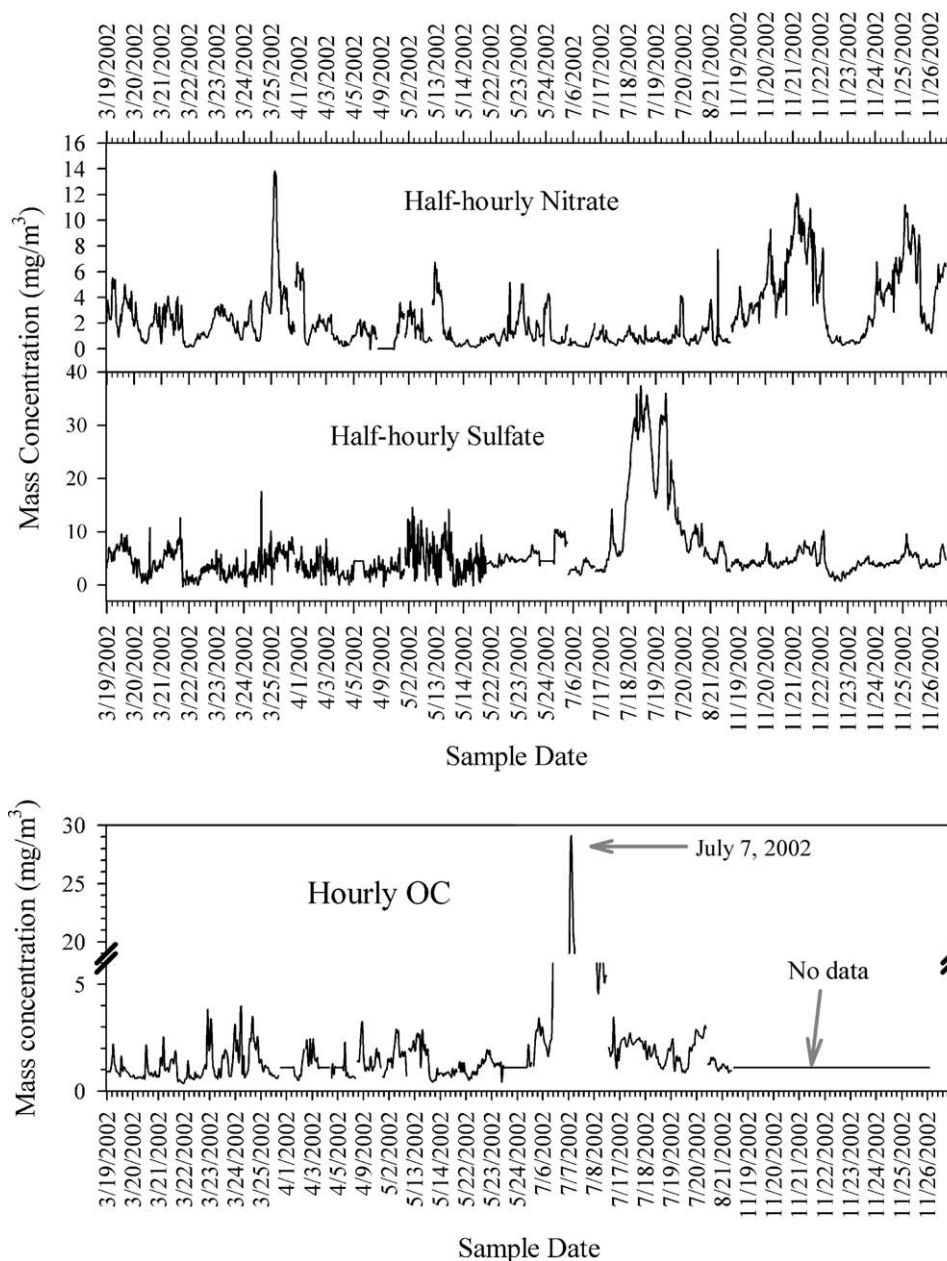 3/19/2002 3/20/2002 3/21/2002 3/22/2002 3/23/2002 3/24/2002 3/25/2002 4/1/2002 4/3/2002 4/5/2002 4/9/2002 5/2/2002 5/13/2002 5/14/2002 5/22/2002 5/23/2002 5/24/2002 7/6/2002 7/17/2002 7/18/2002 7/19/2002 7/20/2002 8/21/2002 11/19/2002 11/20/2002 11/21/2002 11/22/2002 11/23/2002 11/24/2002 11/25/2002 11/26/2002
Mass Concentration (mg/m³)
16
14
12
10
8
6
4
2
0
Half-hourly Nitrate
40
30
20
10
0
Half-hourly Sulfate
3/19/2002 3/20/2002 3/21/2002 3/22/2002 3/23/2002 3/24/2002 3/25/2002 4/1/2002 4/3/2002 4/5/2002 4/9/2002 5/2/2002 5/13/2002 5/14/2002 5/22/2002 5/23/2002 5/24/2002 7/6/2002 7/17/2002 7/18/2002 7/19/2002 7/20/2002 8/21/2002 11/19/2002 11/20/2002 11/21/2002 11/22/2002 11/23/2002 11/24/2002 11/25/2002 11/26/2002
Sample Date
Mass concentration (mg/m³)
30
25
20
5
0
Hourly OC
July 7, 2002
No data
3/19/2002 3/20/2002 3/21/2002 3/22/2002 3/23/2002 3/24/2002 3/25/2002 4/1/2002 4/3/2002 4/5/2002 4/9/2002 5/2/2002 5/13/2002 5/14/2002 5/22/2002 5/23/2002 5/24/2002 7/6/2002 7/7/2002 7/8/2002 7/17/2002 7/18/2002 7/19/2002 7/20/2002 8/21/2002 11/19/2002 11/20/2002 11/21/2002 11/22/2002 11/23/2002 11/24/2002 11/25/2002 11/26/2002
Sample Date